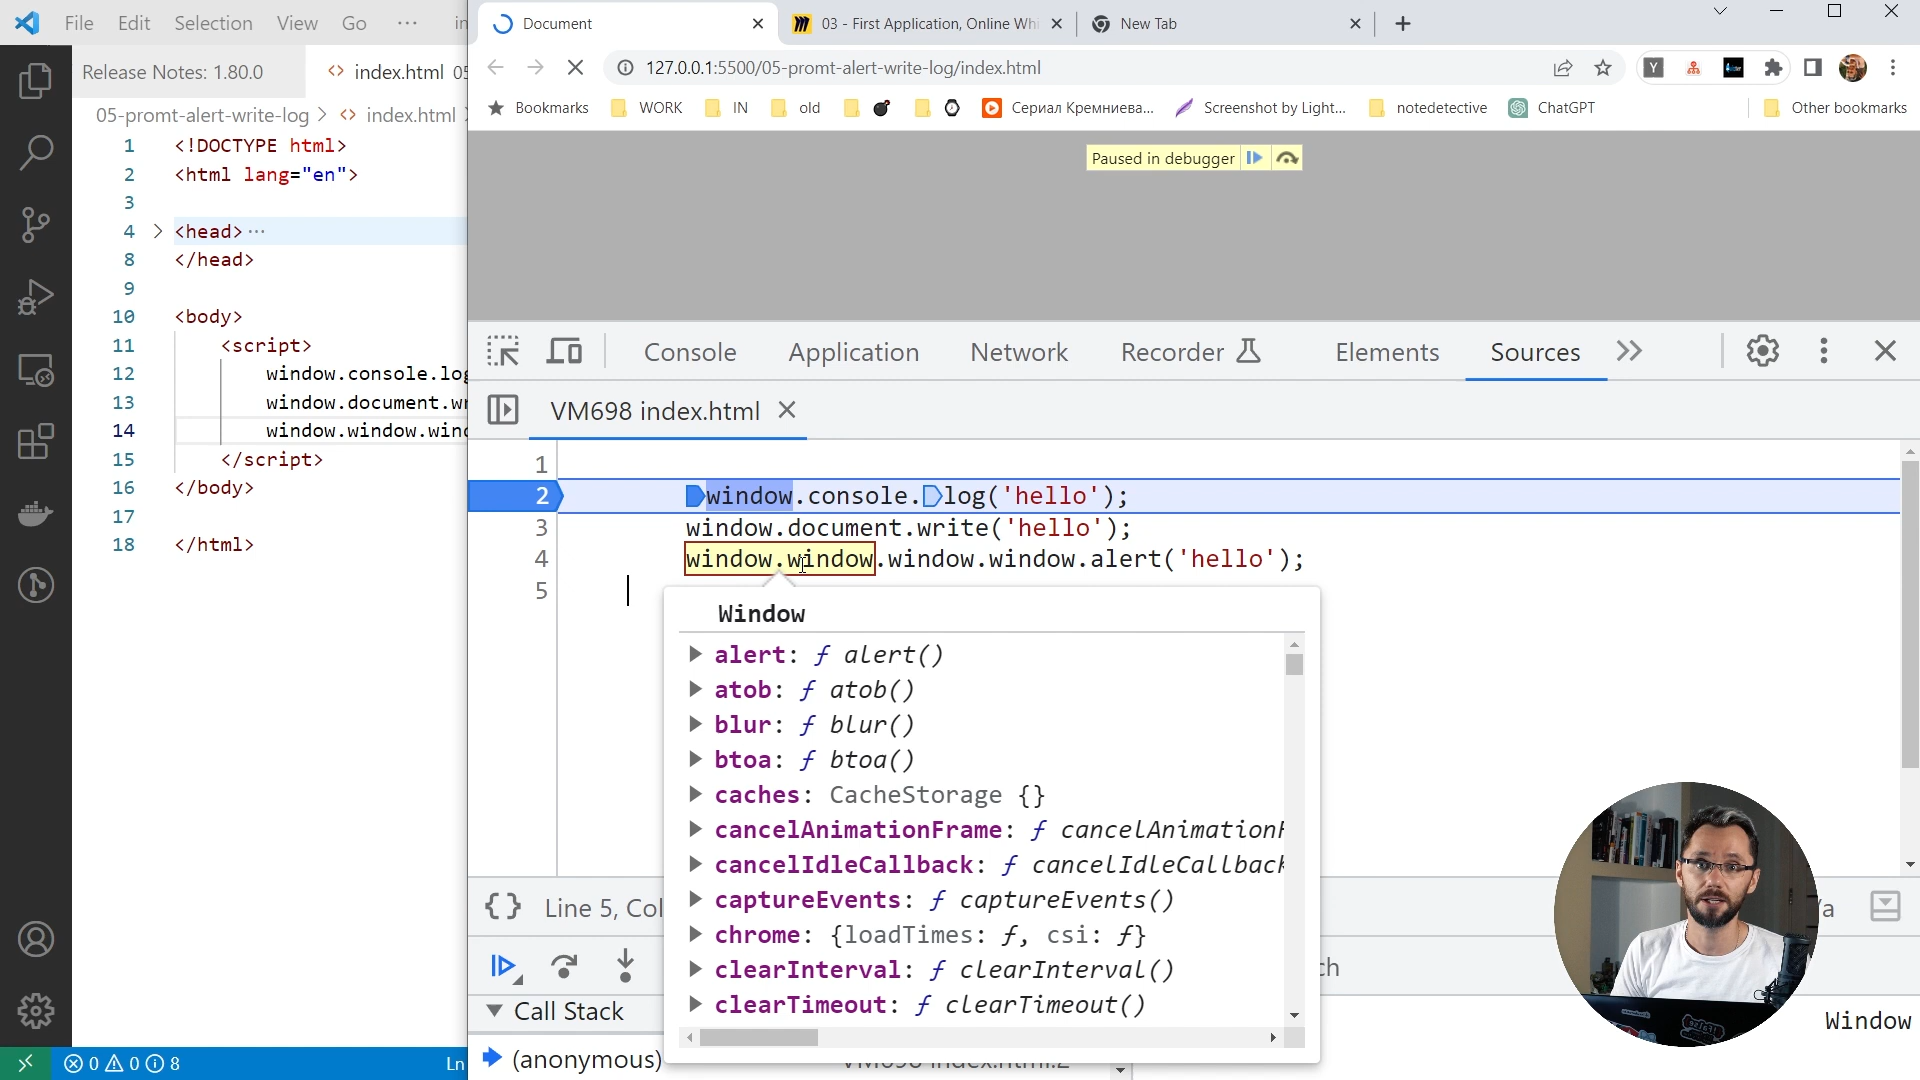 File Edit Selection View Go ··· in
Release Notes: 1.80.0
<> index.html 05
05-promt-alert-write-log > <> index.html >
1 <!DOCTYPE html>
2 <html lang="en">
3
4 > <head> ···
8 </head>
9
10 <body>
11 <script>
12 window.console.log
13 window.document.wr
14 window.window.wind
15 </script>
16 </body>
17
18 </html>
0 0 8 Ln
Document
03 - First Application, Online Whi
New Tab
127.0.0.1:5500/05-promt-alert-write-log/index.html
Bookmarks WORK IN old Сериал Кремниева... Screenshot by Light... notedetective ChatGPT Other bookmarks
Paused in debugger
Console Application Network Recorder Elements Sources
VM698 index.html
1
2 window.console.log('hello');
3 window.document.write('hello');
4 window.window.window.window.alert('hello');
5
Window
alert: ƒ alert()
atob: ƒ atob()
blur: ƒ blur()
btoa: ƒ btoa()
caches: CacheStorage {}
cancelAnimationFrame: ƒ cancelAnimationF
cancelIdleCallback: ƒ cancelIdleCallback
captureEvents: ƒ captureEvents()
chrome: {loadTimes: ƒ, csi: ƒ}
clearInterval: ƒ clearInterval()
clearTimeout: ƒ clearTimeout()
{} Line 5, Col
/a
ch
Call Stack
Window
(anonymous)